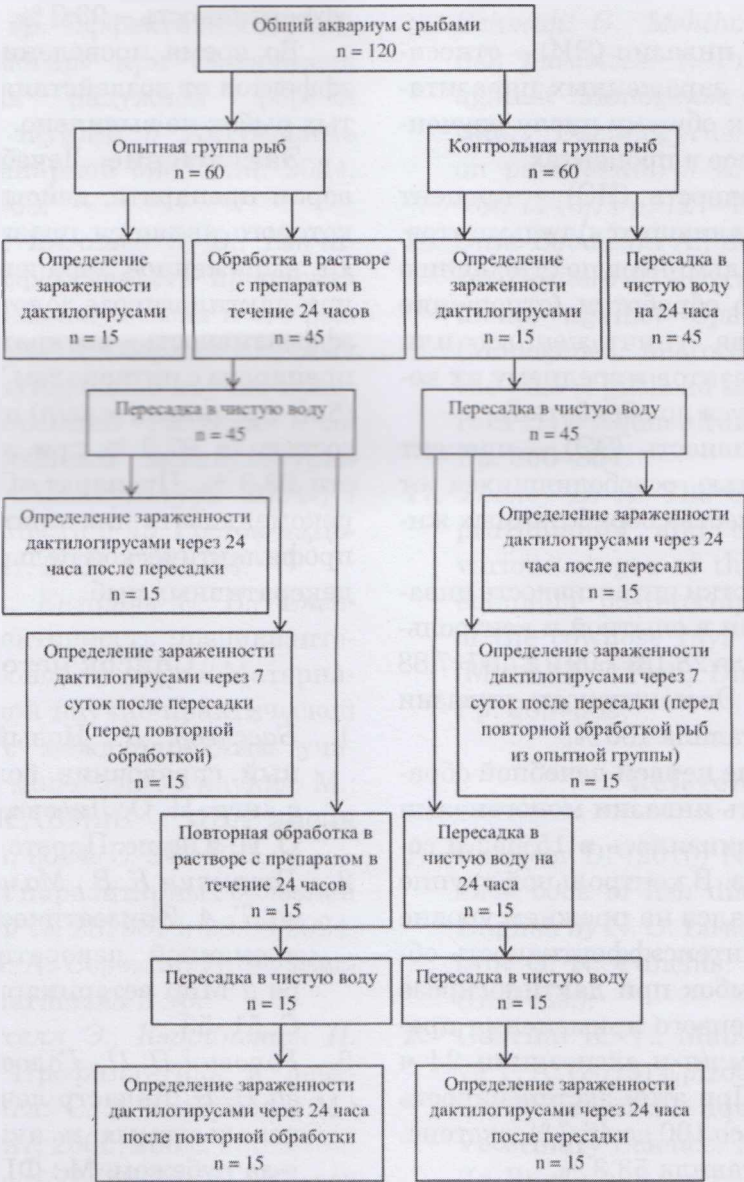 Общий аквариум с рыбами
n = 120
Опытная группа рыб
n = 60
Контрольная группа рыб
n = 60
Определение
зараженности
дактилогирусами
n = 15
Обработка в растворе
с препаратом в
течение 24 часов
n = 45
Определение
зараженности
дактилогирусами
n = 15
Пересадка в
чистую воду
на 24 часа
n = 45
Пересадка в чистую воду
n = 45
Пересадка в чистую воду
n = 45
Определение зараженности
дактилогирусами через 24
часа после пересадки
n = 15
Определение зараженности
дактилогирусами через 24
часа после пересадки
n = 15
Определение зараженности
дактилогирусами через 7
суток после пересадки
(перед повторной
обработкой)
n = 15
Определение зараженности
дактилогирусами через 7
суток после пересадки (перед
повторной обработкой рыб
из опытной группы)
n = 15
Повторная обработка в
растворе с препаратом в
течение 24 часов
n = 15
Пересадка в
чистую воду на
24 часа
n = 15
Пересадка в чистую воду
n = 15
Пересадка в чистую воду
n = 15
Определение зараженности
дактилогирусами через 24 часа
после повторной обработки
n = 15
Определение зараженности
дактилогирусами через 24 часа
после пересадки
n = 15